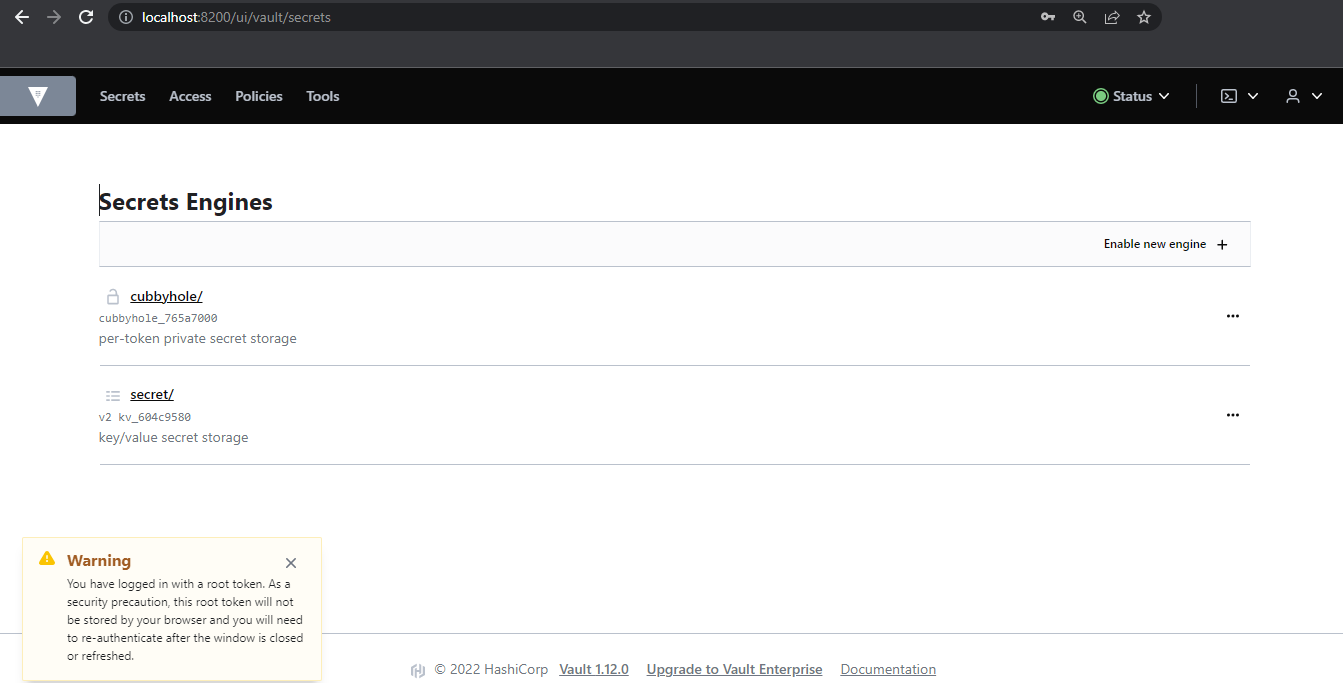 localhost:8200/ui/vault/secrets
Secrets Access Policies Tools Status
Secrets Engines
Enable new engine +
cubbyhole/
cubbyhole_765a7000
per-token private secret storage
secret/
v2 kv_604c9580
key/value secret storage
Warning
You have logged in with a root token. As a
security precaution, this root token will not
be stored by your browser and you will need
to re-authenticate after the window is closed
or refreshed.
© 2022 HashiCorp Vault 1.12.0 Upgrade to Vault Enterprise Documentation